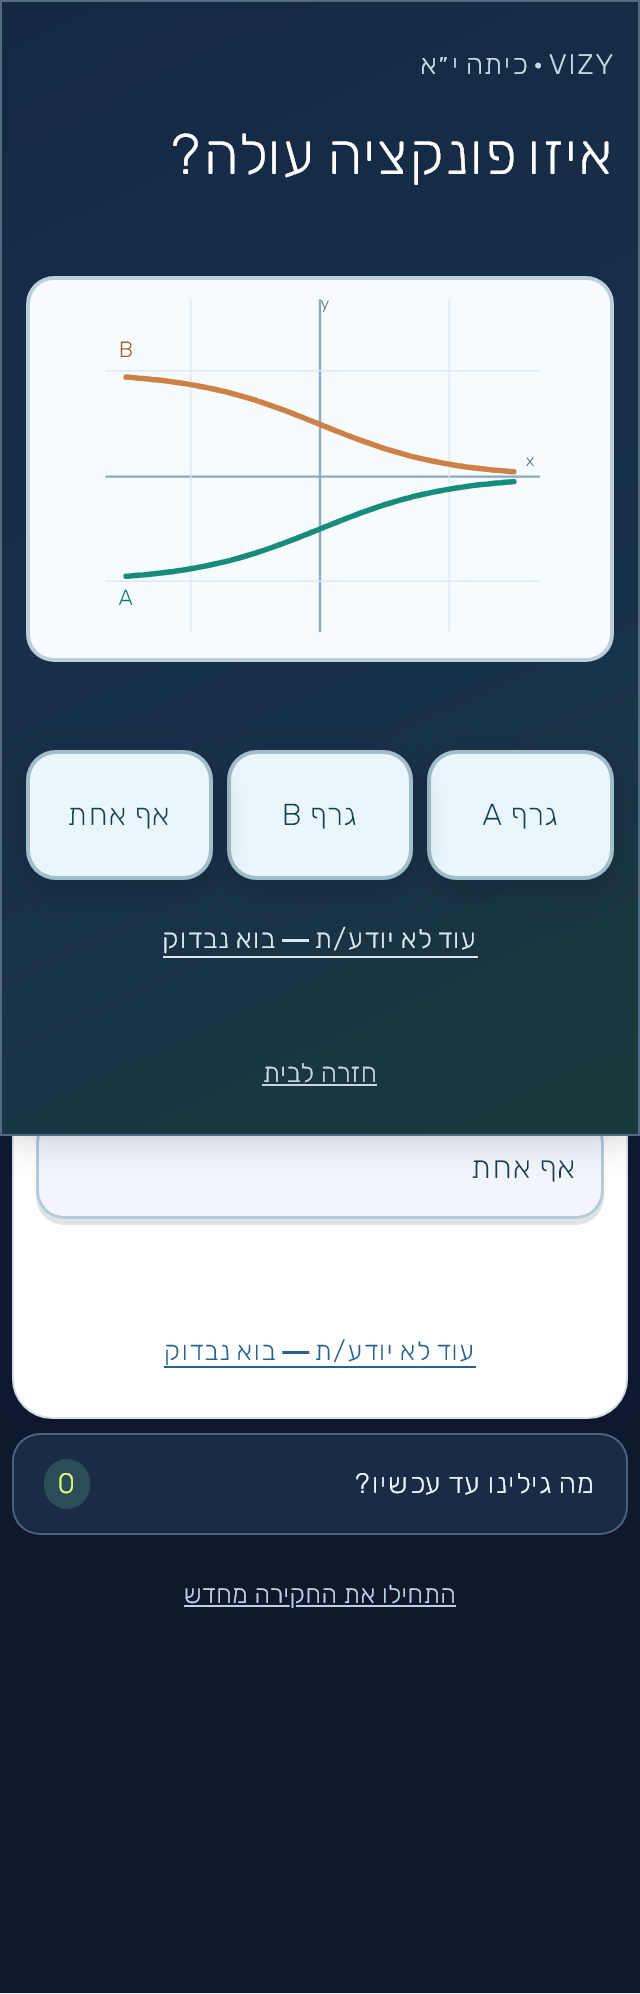 VIZY • כיתה י״א
איזו פונקציה עולה?
y
B
x
A
גרף A
גרף B
אף אחת
עוד לא יודע/ת — בוא נבדוק
חזרה לבית
אף אחת
עוד לא יודע/ת — בוא נבדוק
מה גילינו עד עכשיו?
0
התחילו את החקירה מחדש